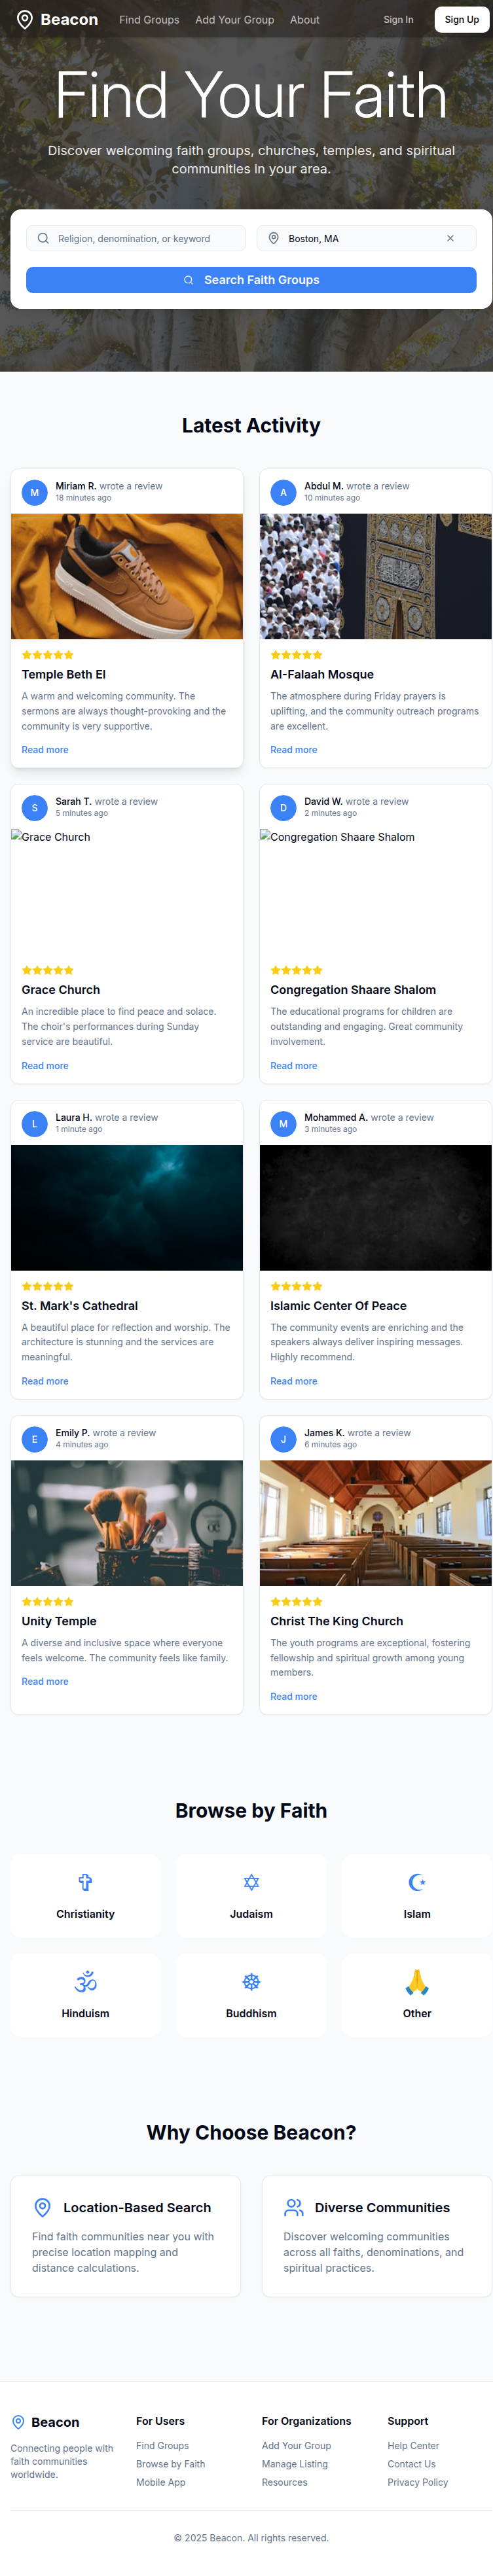 Beacon
Find Groups
Add Your Group
About
Sign In
Sign Up
Find Your Faith
Discover welcoming faith groups, churches, temples, and spiritual
communities in your area.
Religion, denomination, or keyword
Boston, MA
Search Faith Groups
Latest Activity
M
Miriam R. wrote a review
18 minutes ago
Temple Beth El
A warm and welcoming community. The
sermons are always thought-provoking and the
community is very supportive.
Read more
A
Abdul M. wrote a review
10 minutes ago
Al-Falaah Mosque
The atmosphere during Friday prayers is
uplifting, and the community outreach programs
are excellent.
Read more
S
Sarah T. wrote a review
5 minutes ago
Grace Church
Grace Church
An incredible place to find peace and solace.
The choir's performances during Sunday
service are beautiful.
Read more
D
David W. wrote a review
2 minutes ago
Congregation Shaare Shalom
Congregation Shaare Shalom
The educational programs for children are
outstanding and engaging. Great community
involvement.
Read more
L
Laura H. wrote a review
1 minute ago
St. Mark's Cathedral
A beautiful place for reflection and worship. The
architecture is stunning and the services are
meaningful.
Read more
M
Mohammed A. wrote a review
3 minutes ago
Islamic Center Of Peace
The community events are enriching and the
speakers always deliver inspiring messages.
Highly recommend.
Read more
E
Emily P. wrote a review
4 minutes ago
Unity Temple
A diverse and inclusive space where everyone
feels welcome. The community feels like family.
Read more
J
James K. wrote a review
6 minutes ago
Christ The King Church
The youth programs are exceptional, fostering
fellowship and spiritual growth among young
members.
Read more
Browse by Faith
✞
Christianity
✡
Judaism
☪
Islam
🕉
Hinduism
☸
Buddhism
🙏
Other
Why Choose Beacon?
Location-Based Search
Find faith communities near you with
precise location mapping and
distance calculations.
Diverse Communities
Discover welcoming communities
across all faiths, denominations, and
spiritual practices.
Beacon
Connecting people with
faith communities
worldwide.
For Users
Find Groups
Browse by Faith
Mobile App
For Organizations
Add Your Group
Manage Listing
Resources
Support
Help Center
Contact Us
Privacy Policy
© 2025 Beacon. All rights reserved.